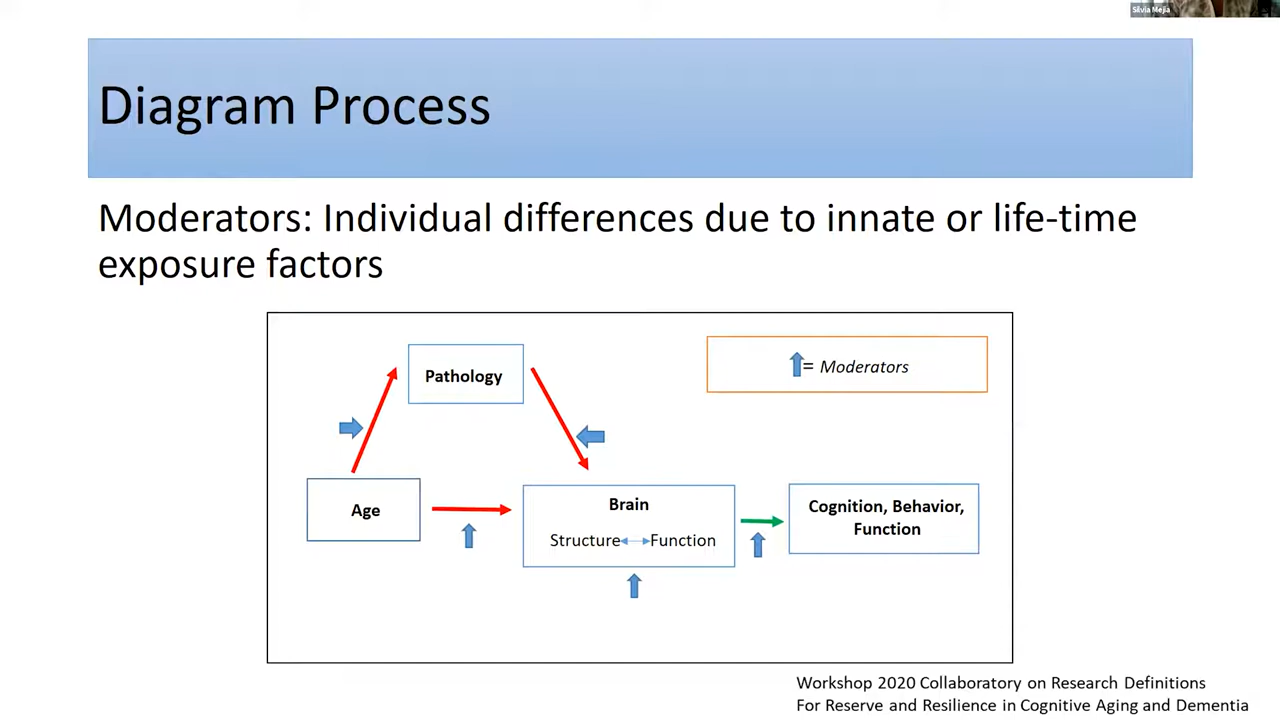 Silvia Mejia
Diagram Process
Moderators: Individual differences due to innate or life-time
exposure factors
Pathology
= Moderators
Age
Brain
Structure Function
Cognition, Behavior,
Function
Workshop 2020 Collaboratory on Research Definitions
For Reserve and Resilience in Cognitive Aging and Dementia